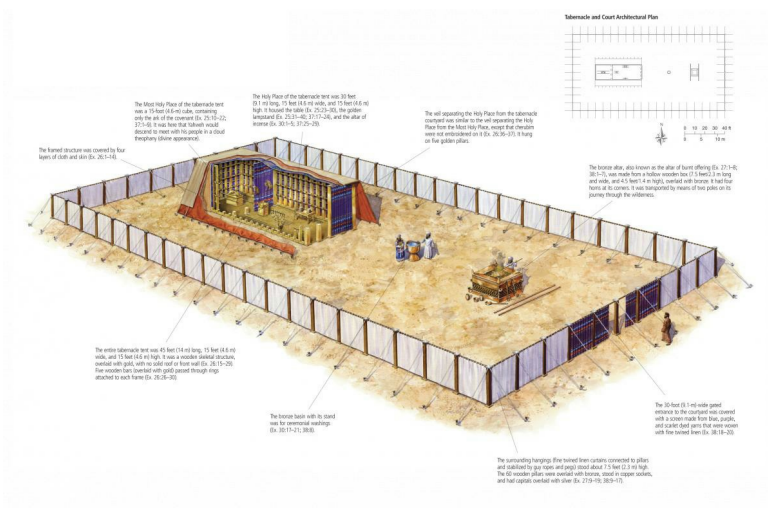 Tabernacle and Court Architectural Plan
N
0 10 20 30 40 ft
0 5 10 m
The Most Holy Place of the tabernacle tent
was a 15-foot (4.6-m) cube, containing
only the ark of the covenant (Ex. 25:10–22;
37:1–9). It was here that Yahweh would
descend to meet with his people in a cloud
theophany (divine appearance).
The Holy Place of the tabernacle tent was 30 feet
(9.1 m) long, 15 feet (4.6 m) wide, and 15 feet (4.6 m)
high. It housed the table (Ex. 25:23–30), the golden
lampstand (Ex. 25:31–40; 37:17–24), and the altar of
incense (Ex. 30:1–5; 37:25–29).
The veil separating the Holy Place from the tabernacle
courtyard was similar to the veil separating the Holy
Place from the Most Holy Place, except that cherubim
were not embroidered on it (Ex. 26:36–37). It hung
on five golden pillars.
The framed structure was covered by four
layers of cloth and skin (Ex. 26:1–14).
The bronze altar, also known as the altar of burnt offering (Ex. 27:1–8;
38:1–7), was made from a hollow wooden box (7.5 feet/2.3 m long
and wide, and 4.5 feet/1.4 m high), overlaid with bronze. It had four
horns at its corners. It was transported by means of two poles on its
journey through the wilderness.
The entire tabernacle tent was 45 feet (14 m) long, 15 feet (4.6 m)
wide, and 15 feet (4.6 m) high. It was a wooden skeletal structure,
overlaid with gold, with no solid roof or front wall (Ex. 26:15–29).
Five wooden bars (overlaid with gold) passed through rings
attached to each frame (Ex. 26:26–30).
The bronze basin with its stand
was for ceremonial washings
(Ex. 30:17–21; 38:8).
The 30-foot (9.1-m)-wide gated
entrance to the courtyard was covered
with a screen made from blue, purple,
and scarlet dyed yarns that were woven
with fine twined linen (Ex. 38:18–20).
The surrounding hangings (fine twined linen curtains connected to pillars
and stabilized by guy ropes and pegs) stood about 7.5 feet (2.3 m) high.
The 60 wooden pillars were overlaid with bronze, stood in copper sockets,
and had capitals overlaid with silver (Ex. 27:9–19; 38:9–17).